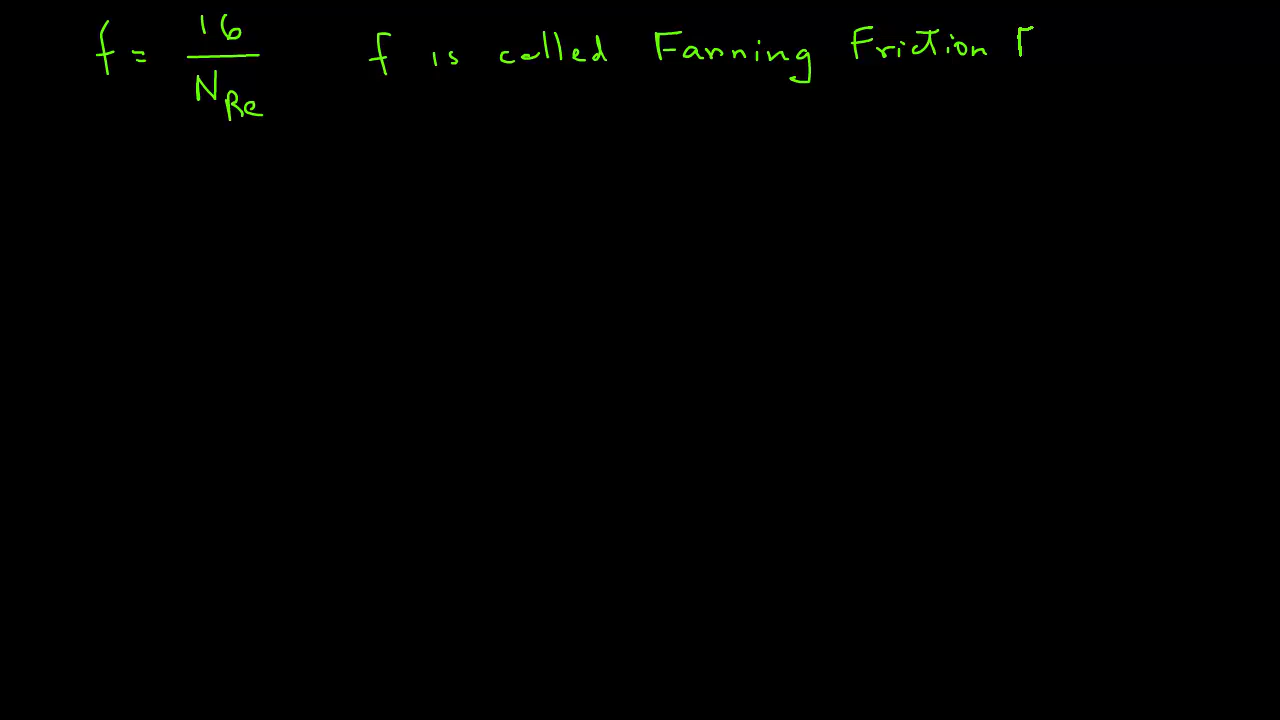 f = 16 / N_Re f is called Fanning Friction